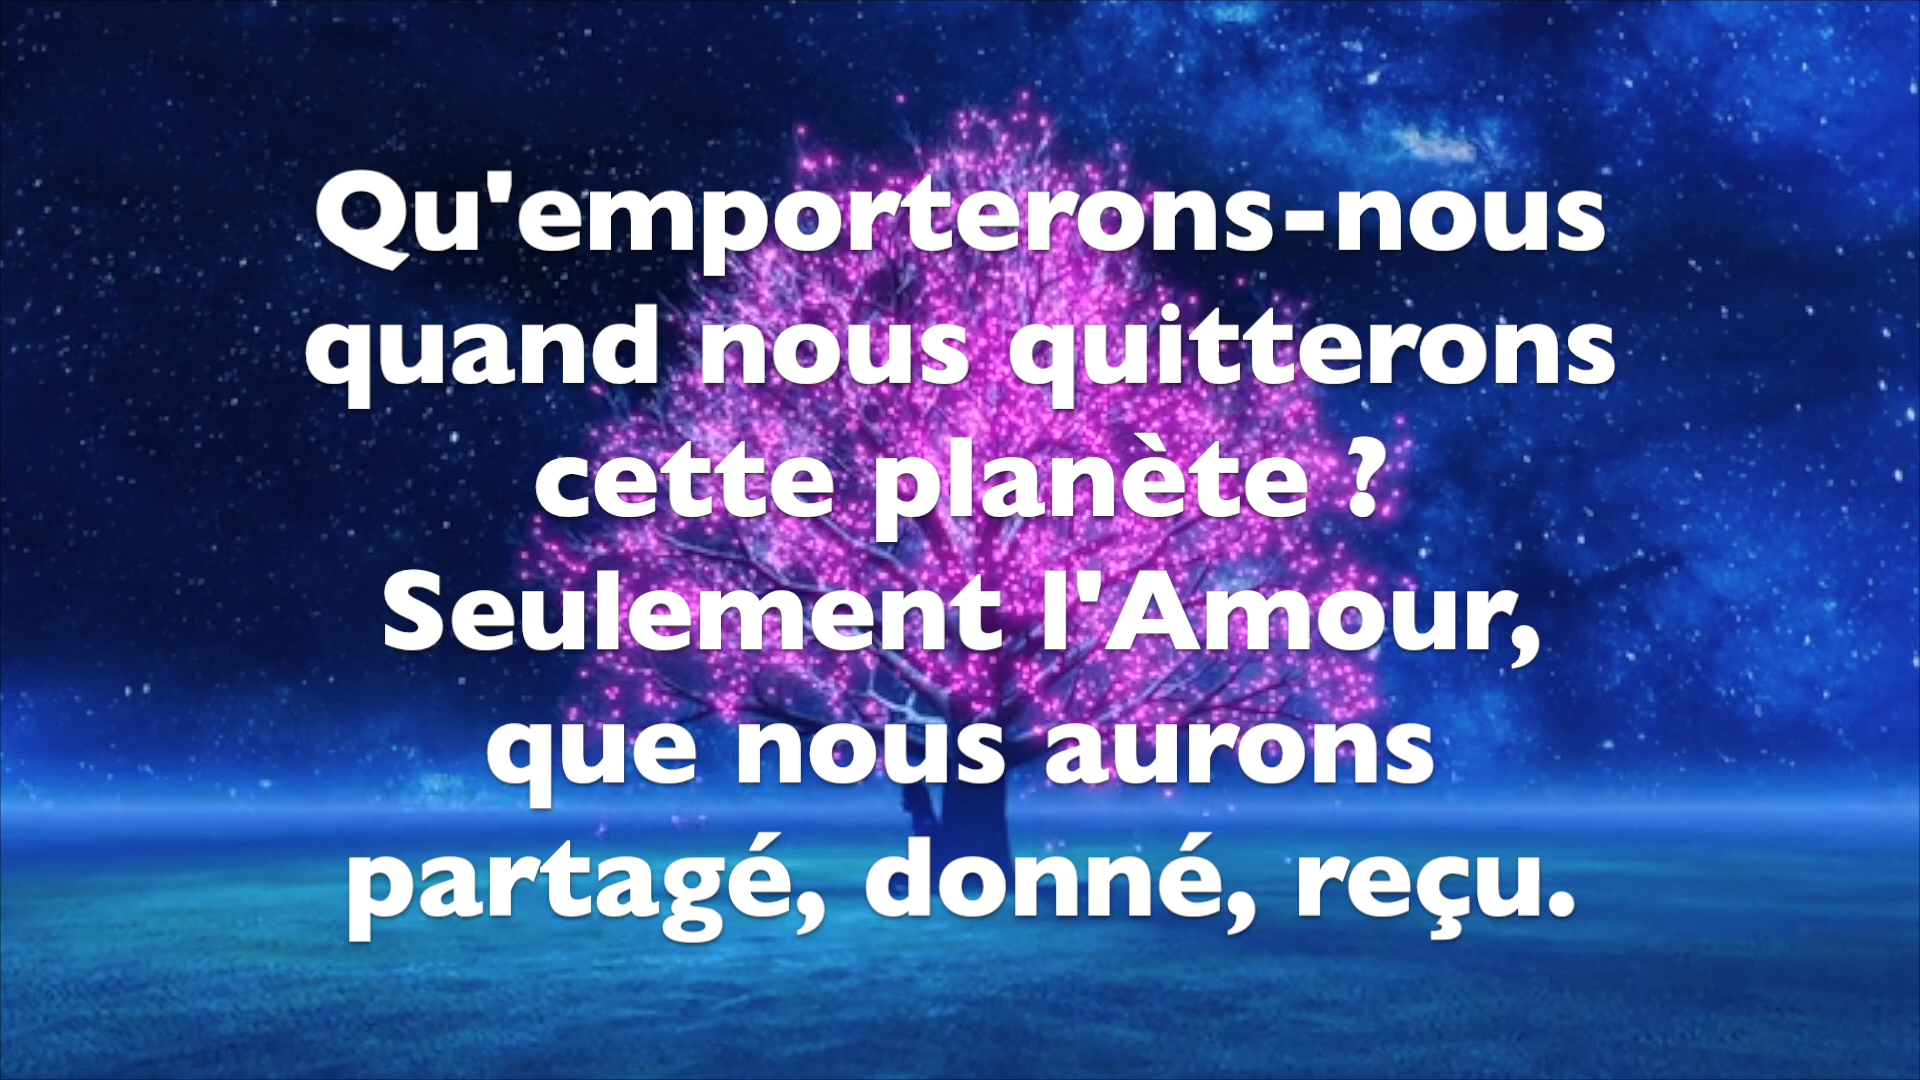 Qu'emporterons-nous
quand nous quitterons
cette planète ?
Seulement l'Amour,
que nous aurons
partagé, donné, reçu.